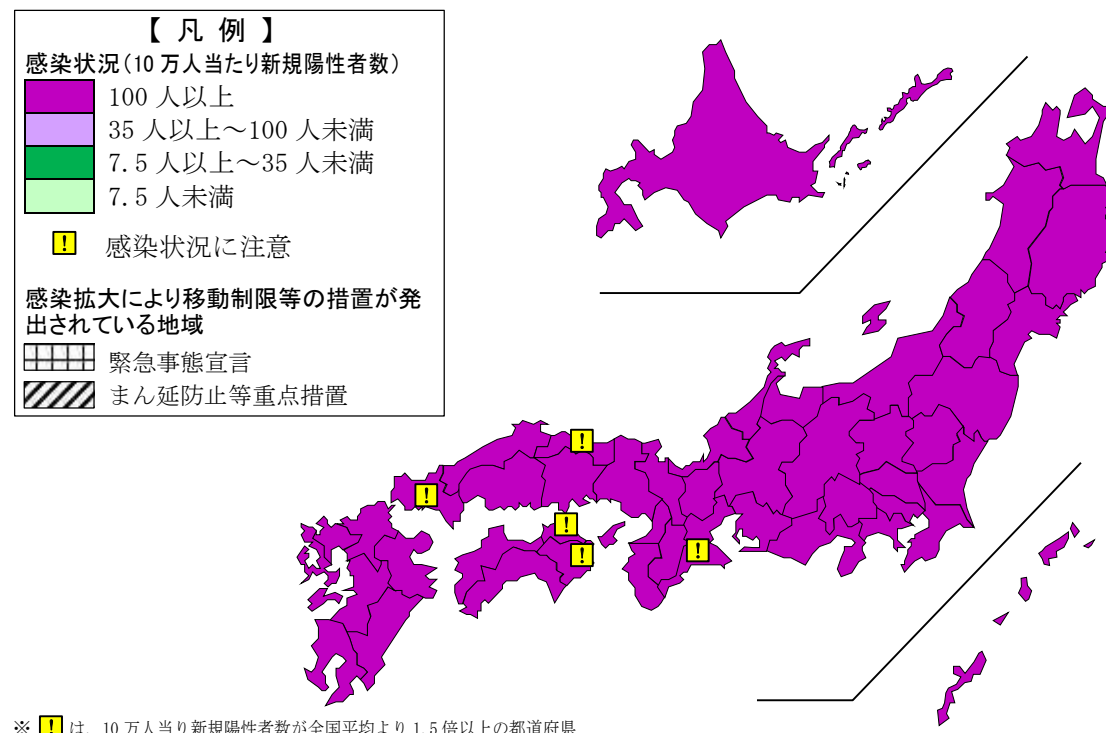 【 凡 例 】
感染状況(10 万人当たり新規陽性者数)
100 人以上
35 人以上～100 人未満
7.5 人以上～35 人未満
7.5 人未満
! 感染状況に注意
感染拡大により移動制限等の措置が発
出されている地域
緊急事態宣言
まん延防止等重点措置
!
!
!
!
!
※ ! は、10 万人当り新規陽性者数が全国平均より 1.5 倍以上の都道府県